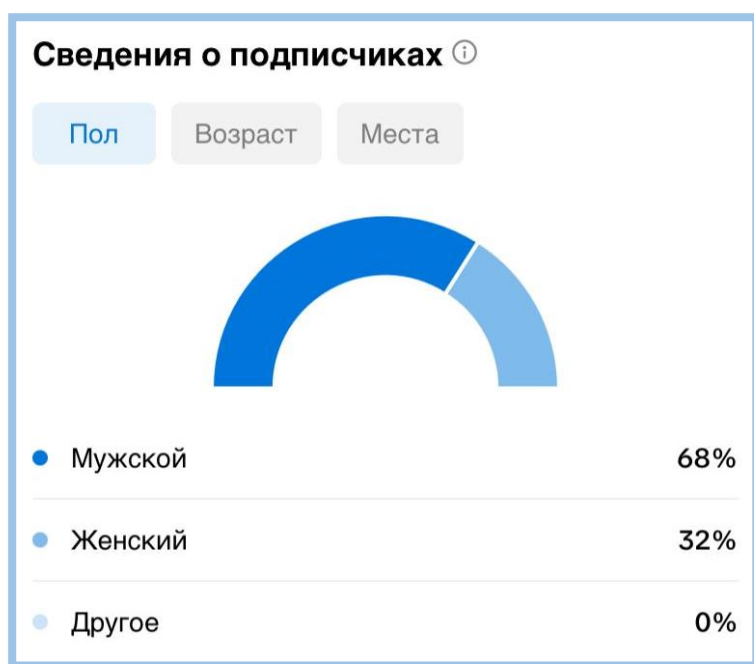 Сведения о подписчиках
Пол Возраст Места
Мужской 68%
Женский 32%
Другое 0%